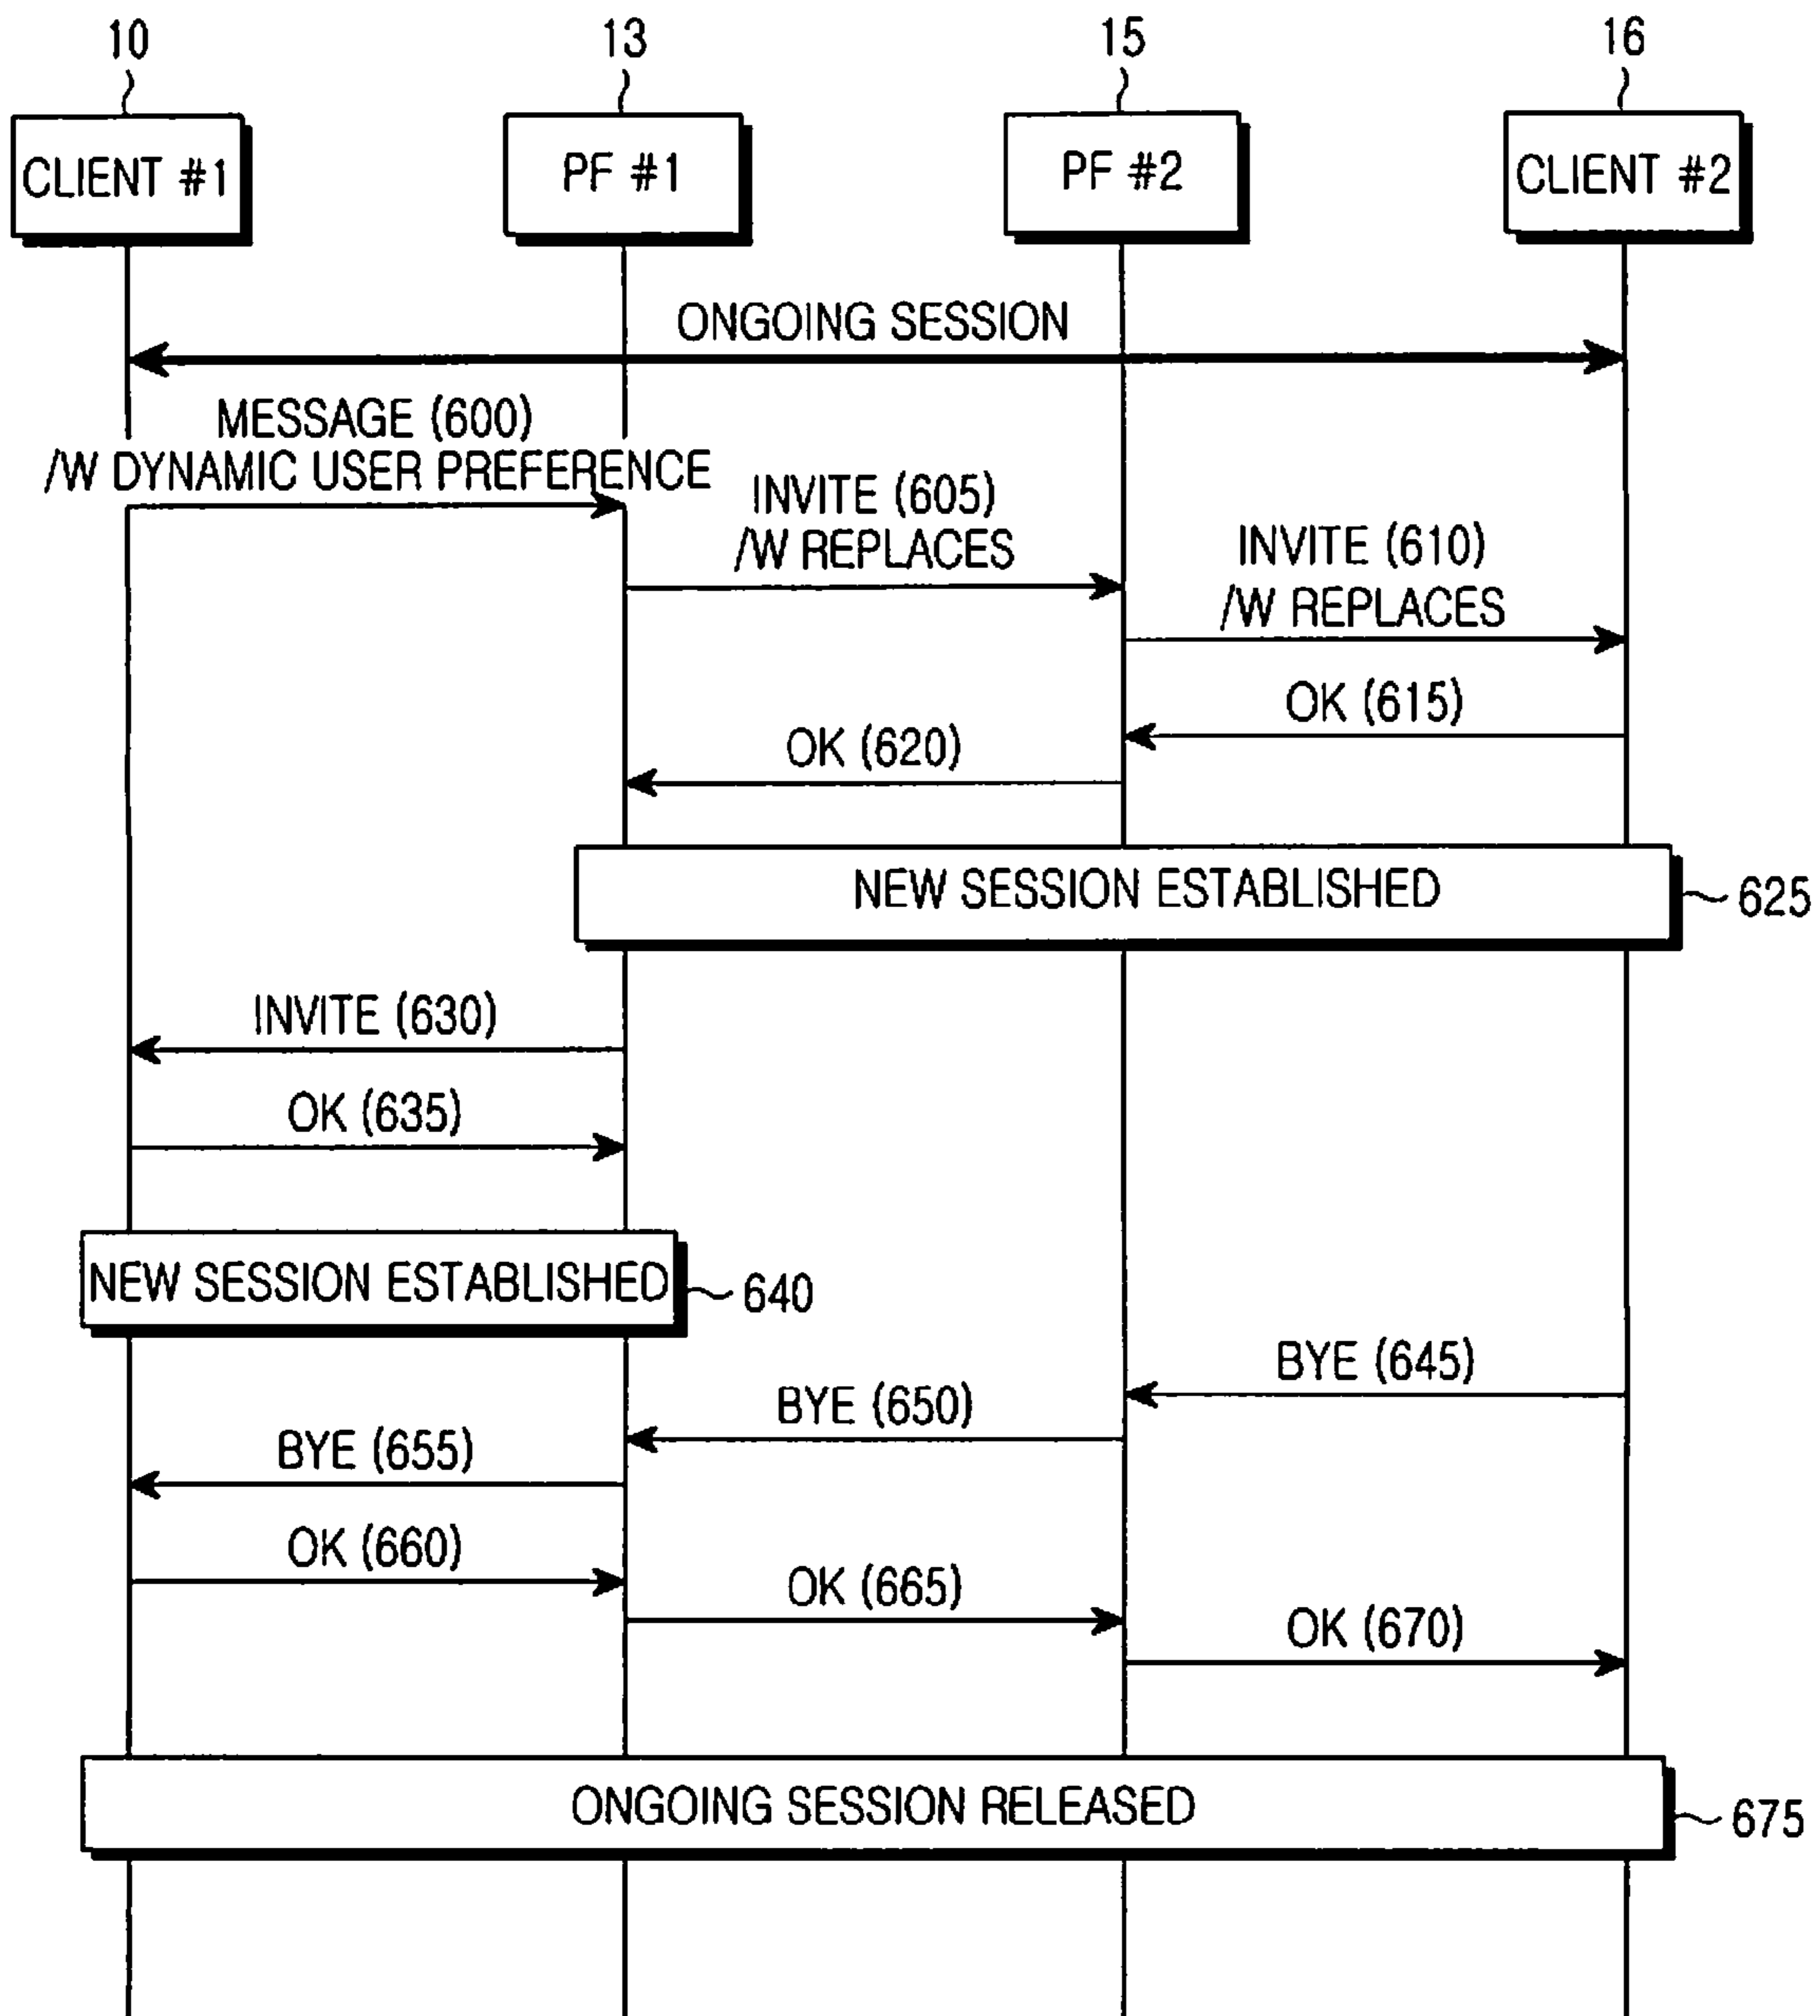 10
13
15
16
CLIENT #1
PF #1
PF #2
CLIENT #2
ONGOING SESSION
MESSAGE (600)
/W DYNAMIC USER PREFERENCE
INVITE (605)
/W REPLACES
INVITE (610)
/W REPLACES
OK (615)
OK (620)
NEW SESSION ESTABLISHED
625
INVITE (630)
OK (635)
NEW SESSION ESTABLISHED
640
BYE (645)
BYE (650)
BYE (655)
OK (660)
OK (665)
OK (670)
ONGOING SESSION RELEASED
675